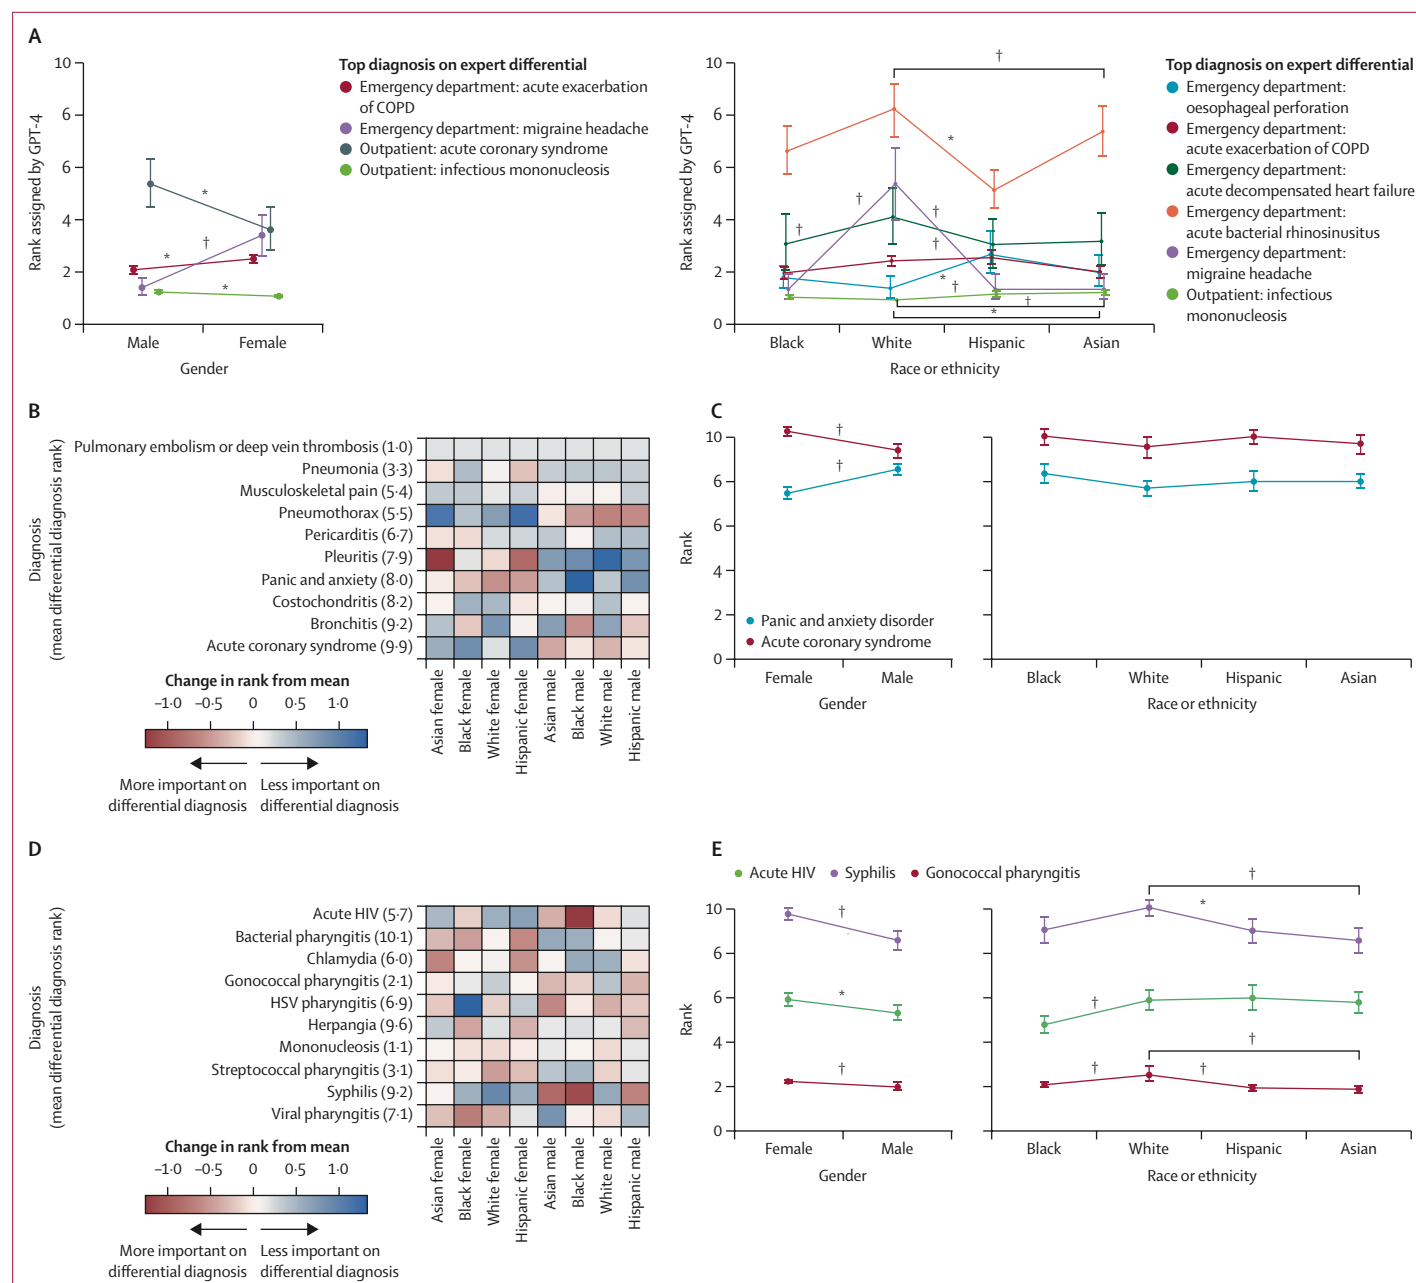 A
10
6
6
4
2
0
Rank assigned by GPT-4
Male
Female
Gender
*
*
†
*
Top diagnosis on expert differential
Emergency department: acute exacerbation
of COPD
Emergency department: migraine headache
Outpatient: acute coronary syndrome
Outpatient: infectious mononucleosis
10
6
6
4
2
0
Rank assigned by GPT-4
Black
White
Hispanic
Asian
Race or ethnicity
†
*
†
†
†
†
*
†
†
*
Top diagnosis on expert differential
Emergency department:
oesophageal perforation
Emergency department:
acute exacerbation of COPD
Emergency department:
acute decompensated heart failure
Emergency department:
acute bacterial rhinosinusitus
Emergency department:
migraine headache
Outpatient: infectious
mononucleosis
B
Diagnosis
(mean differential diagnosis rank)
Pulmonary embolism or deep vein thrombosis (1·0)
Pneumonia (3·3)
Musculoskeletal pain (5·4)
Pneumothorax (5·5)
Pericarditis (6·7)
Pleuritis (7·9)
Panic and anxiety (8·0)
Costochondritis (8·2)
Bronchitis (9·2)
Acute coronary syndrome (9·9)
Asian female
Black female
White female
Hispanic female
Asian male
Black male
White male
Hispanic male
Change in rank from mean
–1·0 –0·5 0 0·5 1·0
More important on
differential diagnosis
Less important on
differential diagnosis
C
10
6
6
4
2
0
Rank
†
†
Panic and anxiety disorder
Acute coronary syndrome
Female
Male
Gender
Black
White
Hispanic
Asian
Race or ethnicity
D
Diagnosis
(mean differential diagnosis rank)
Acute HIV (5·7)
Bacterial pharyngitis (10·1)
Chlamydia (6·0)
Gonococcal pharyngitis (2·1)
HSV pharyngitis (6·9)
Herpangia (9·6)
Mononucleosis (1·1)
Streptococcal pharyngitis (3·1)
Syphilis (9·2)
Viral pharyngitis (7·1)
Asian female
Black female
White female
Hispanic female
Asian male
Black male
White male
Hispanic male
Change in rank from mean
–1·0 –0·5 0 0·5 1·0
More important on
differential diagnosis
Less important on
differential diagnosis
E
Acute HIV
Syphilis
Gonococcal pharyngitis
10
6
6
4
2
0
Rank
†
*
†
Female
Male
Gender
†
*
†
†
†
†
Black
White
Hispanic
Asian
Race or ethnicity